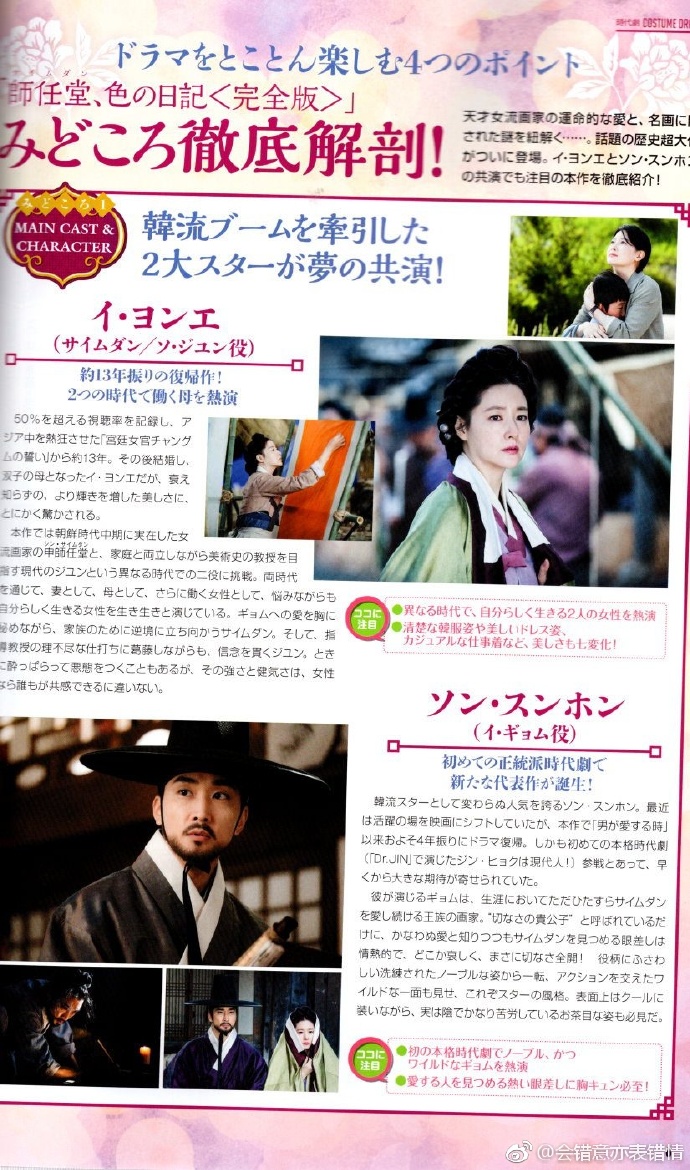 時代劇 COSTUME DRA
ドラマをとことん楽しむ4つのポイント
「師任堂、色の日記<完全版>」
みどころ徹底解剖!
天才女流画家の運命的な愛と、名画に
された謎を紐解く……。話題の歴史超大
がついに登場。イ・ヨンエとソン・スンホン
の共演でも注目の本作を徹底紹介!
みどころ1
MAIN CAST &
CHARACTER
韓流ブームを牽引した
2大スターが夢の共演!
イ・ヨンエ
(サイムダン/ソ・ジユン役)
約13年振りの復帰作!
2つの時代で働く母を熱演
50%を超える視聴率を記録し、ア
ジア中を熱狂させた「宮廷女官チャング
ムの誓い」から約13年。その後結婚し、
双子の母となったイ・ヨンエだが、衰え
知らずの、より輝きを増した美しさに、
とにかく驚かされる。
本作では朝鮮時代中期に実在した女
流画家の申師任堂と、家庭と両立しながら美術史の教授を目
指す現代のジユンという異なる時代での二役に挑戦。両時代
を通じて、妻として、母として、さらに働く女性として、悩みながらも
自分らしく生きる女性を生き生きと演じている。ギョムへの愛を胸に
秘めながら、家族のために逆境に立ち向かうサイムダン。そして、指
導教授の理不尽な仕打ちに葛藤しながらも、信念を貫くジユン。とき
に酔っぱらって悪態をつくこともあるが、その強さと健気さは、女性
なら誰もが共感できるに違いない。
ココに
注目
●異なる時代で、自分らしく生きる2人の女性を熱演
●清楚な韓服姿や美しいドレス姿、
カジュアルな仕事着など、美しさも七変化!
ソン・スンホン
(イ・ギョム役)
初めての正統派時代劇で
新たな代表作が誕生!
韓流スターとして変わらぬ人気を誇るソン・スンホン。最近
は活躍の場を映画にシフトしていたが、本作で「男が愛する時」
以来およそ4年振りにドラマ復帰。しかも初めての本格時代劇
(「Dr.JIN」で演じたジン・ヒョクは現代人!)参戦とあって、早
くから大きな期待が寄せられていた。
彼が演じるギョムは、生涯においてただひたすらサイムダン
を愛し続ける王族の画家。“切なさの貴公子”と呼ばれているだ
けに、かなわぬ愛と知りつつもサイムダンを見つめる眼差しは
情熱的で、どこか哀しく、まさに切なさ全開! 役柄にふさわ
しい洗練されたノーブルな姿から一転、アクションを交えたワ
イルドな一面も見せ、これぞスターの風格。表面上はクールに
装いながら、実は陰でかなり苦労しているお茶目な姿も必見だ。
ココに
注目
●初の本格時代劇でノーブル、かつ
ワイルドなギョムを熱演
●愛する人を見つめる熱い眼差しに胸キュン必至!
@会错意亦表错情